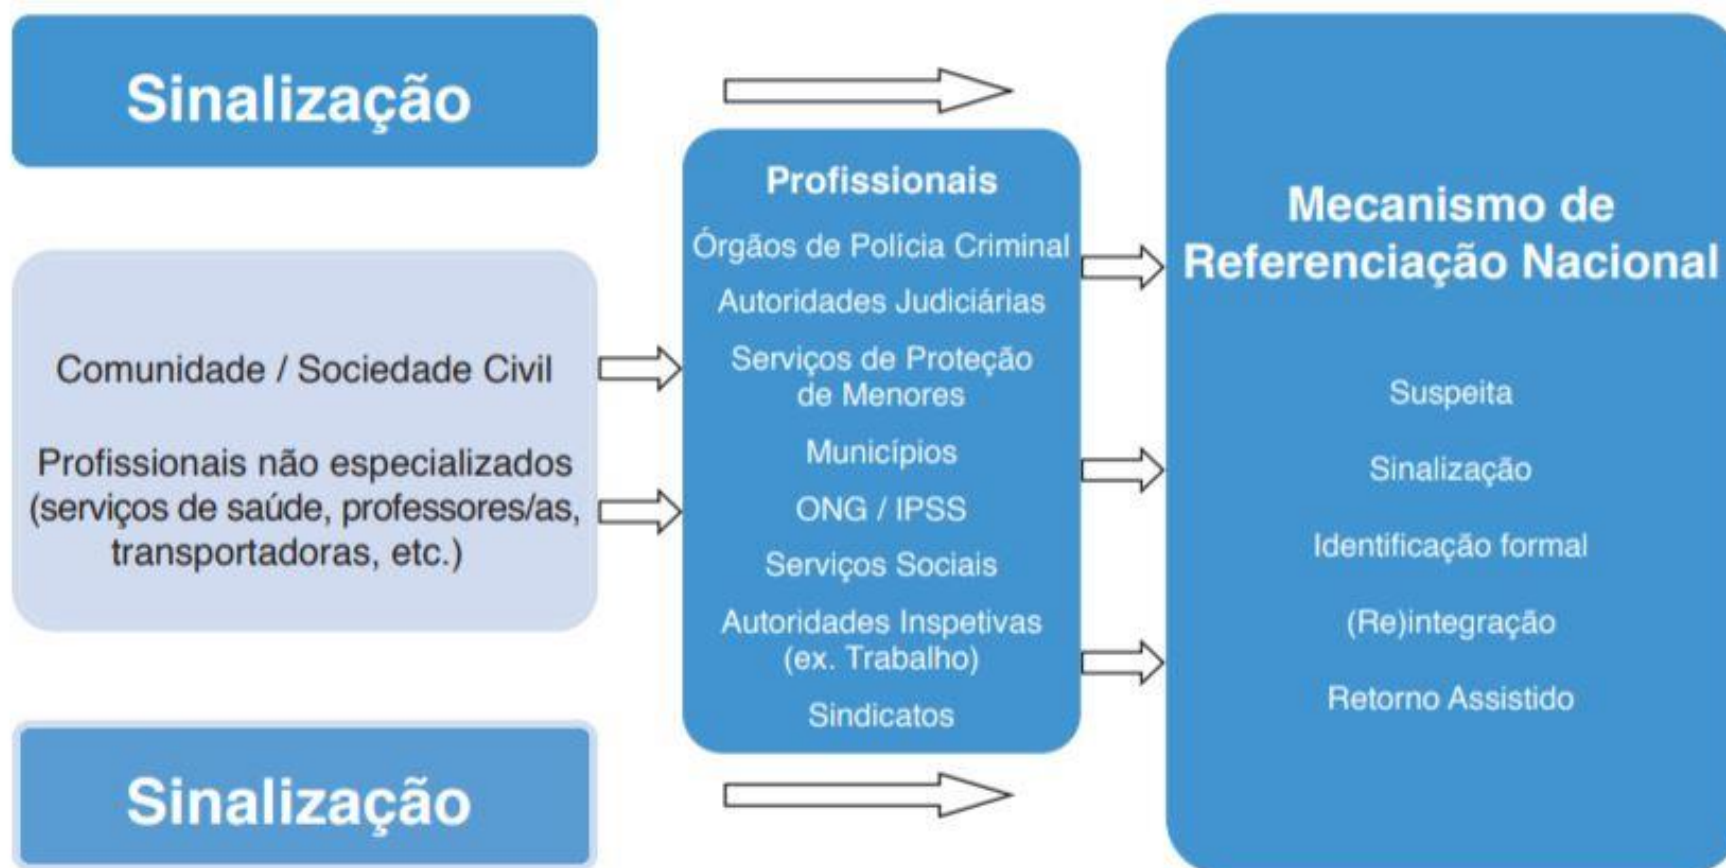 Sinalização
Comunidade / Sociedade Civil
Profissionais não especializados
(serviços de saúde, professores/as,
transportadoras, etc.)
Sinalização
Profissionais
Órgãos de Polícia Criminal
Autoridades Judiciárias
Serviços de Proteção
de Menores
Municípios
ONG / IPSS
Serviços Sociais
Autoridades Inspetivas
(ex. Trabalho)
Sindicatos
Mecanismo de
Referenciação Nacional
Suspeita
Sinalização
Identificação formal
(Re)integração
Retorno Assistido